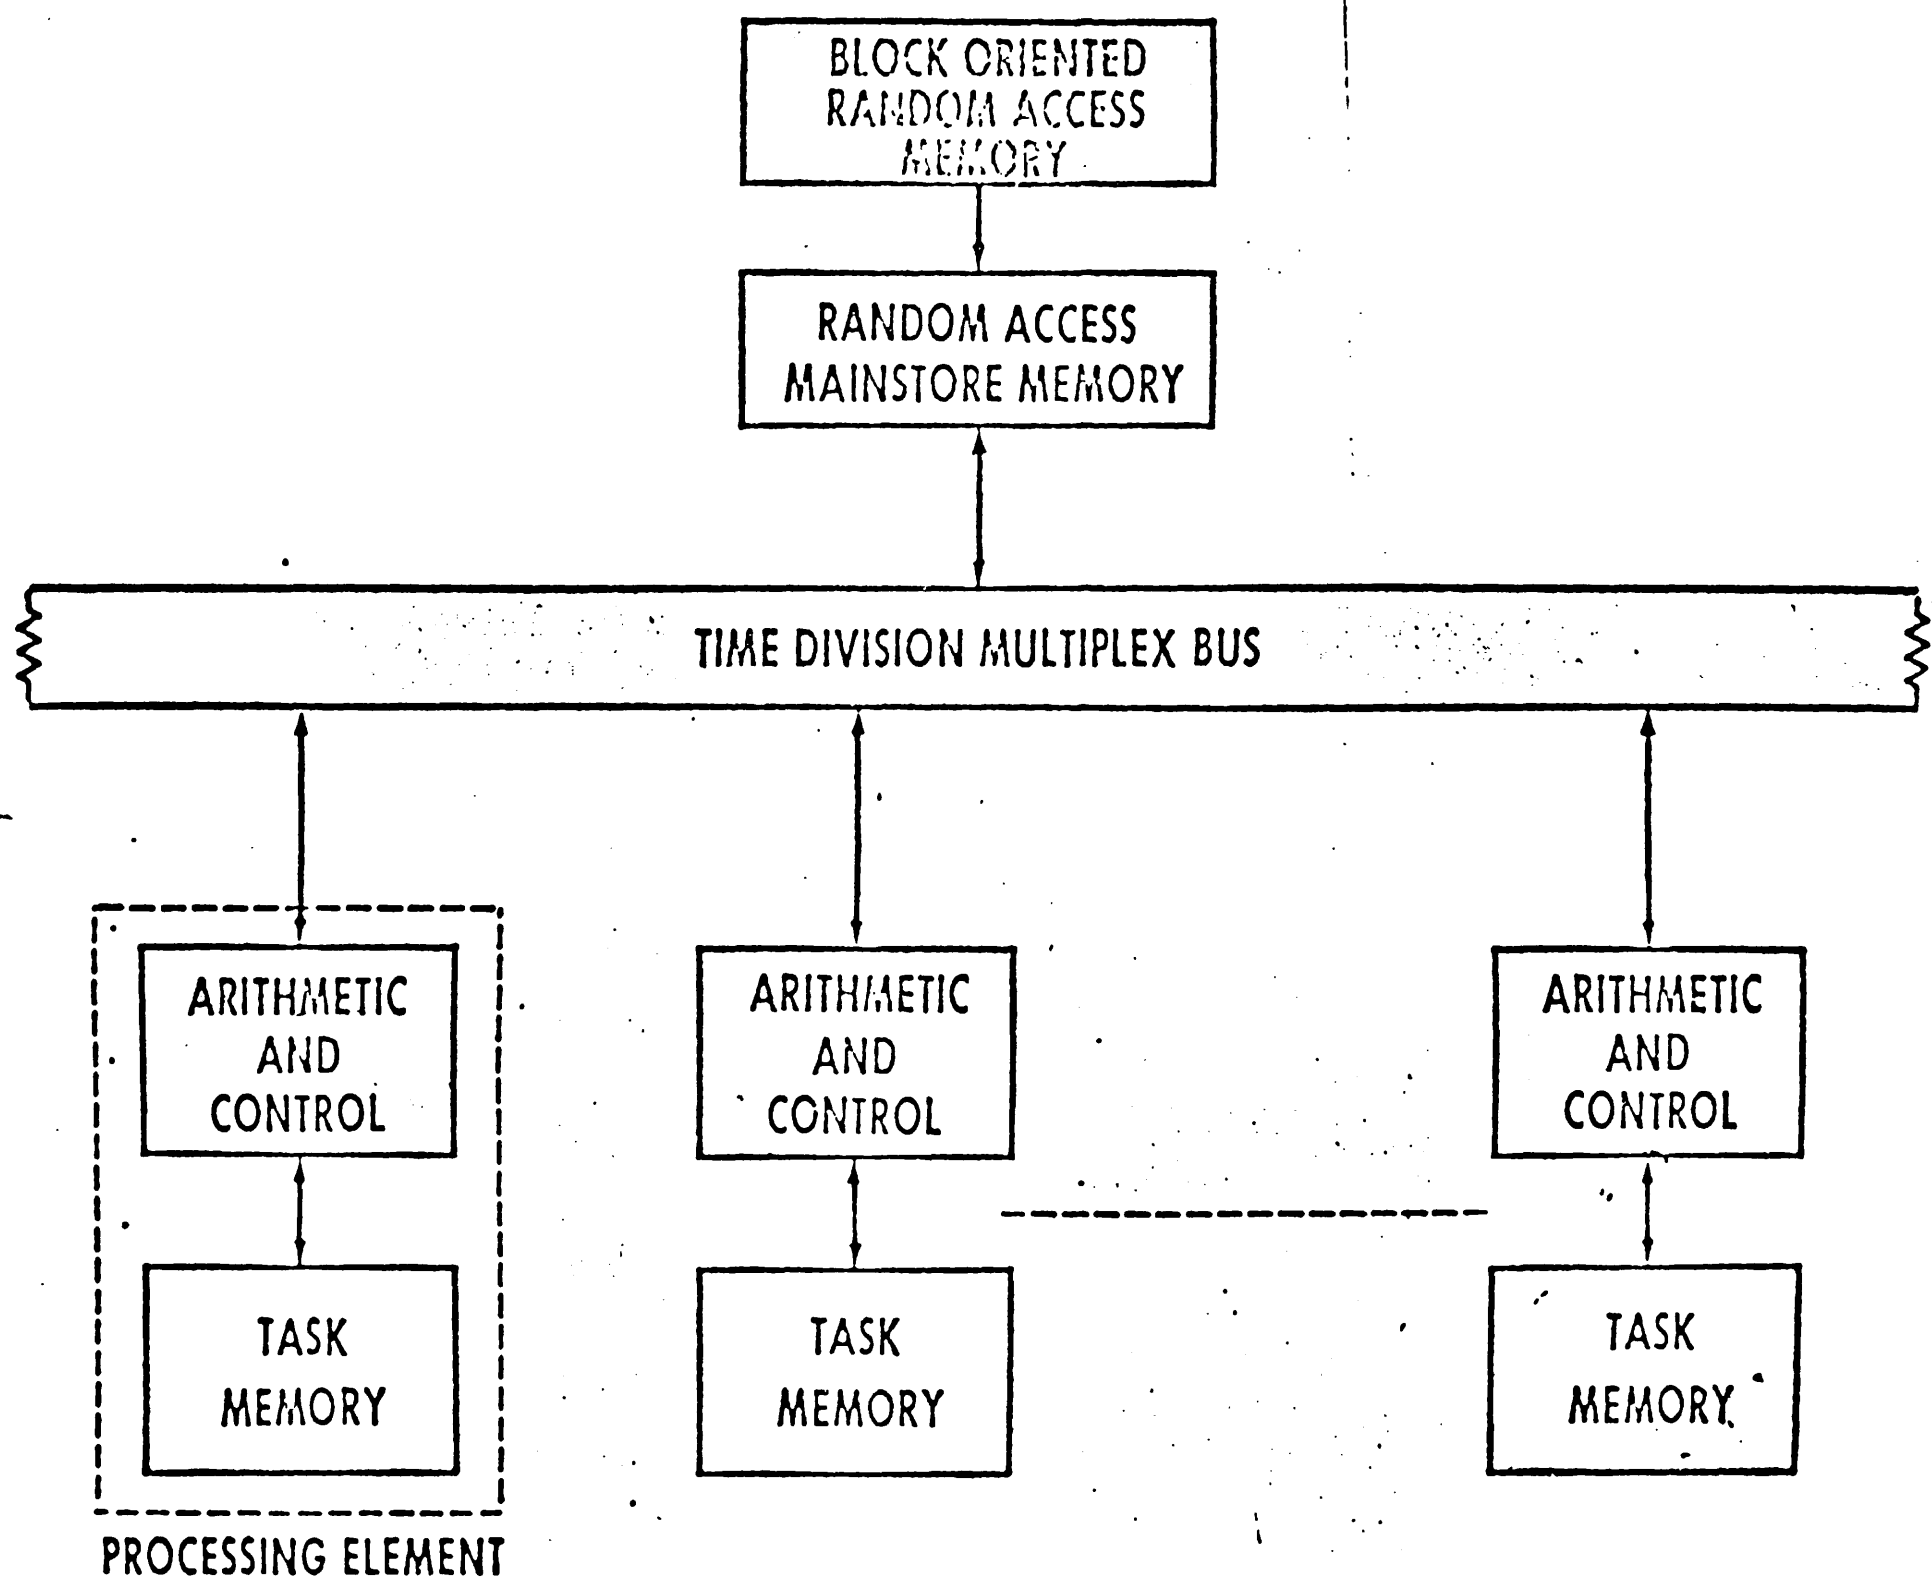 BLOCK ORIENTED
RANDOM ACCESS
MEMORY
RANDOM ACCESS
MAINSTORE MEMORY
TIME DIVISION MULTIPLEX BUS
ARITHMETIC
AND
CONTROL
ARITHMETIC
AND
CONTROL
ARITHMETIC
AND
CONTROL
TASK
MEMORY
TASK
MEMORY
TASK
MEMORY
PROCESSING ELEMENT